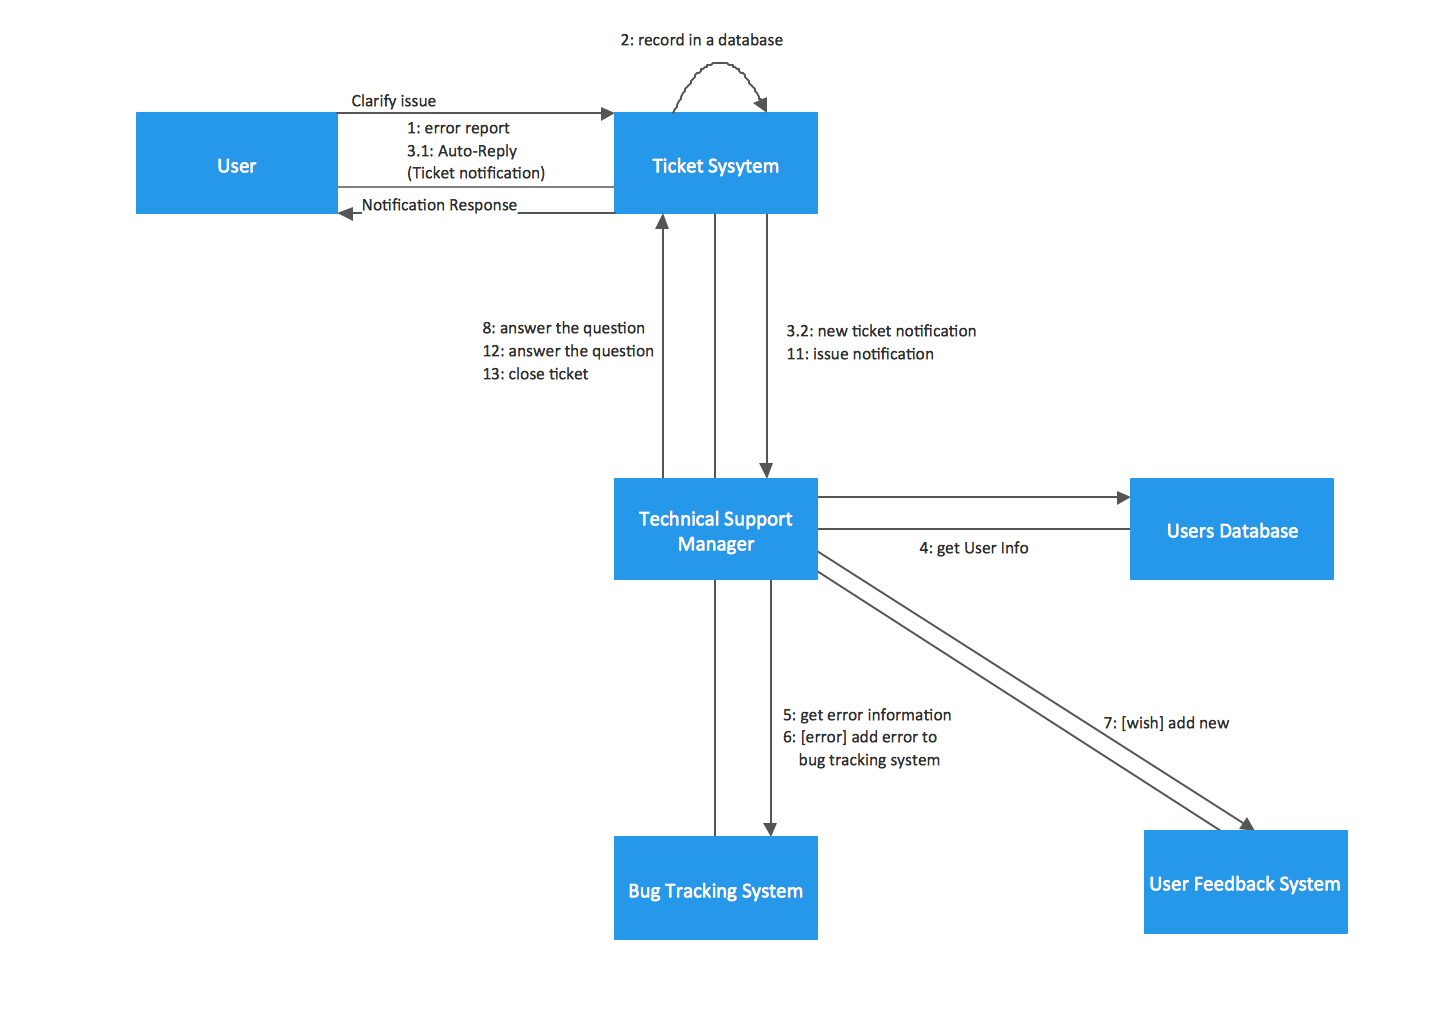 2: record in a database
Clarify issue
1: error report
3.1: Auto-Reply
(Ticket notification)
User
Ticket Sysytem
Notification Response
8: answer the question
12: answer the question
13: close ticket
3.2: new ticket notification
11: issue notification
Technical Support
Manager
Users Database
4: get User Info
5: get error information
6: [error] add error to
bug tracking system
7: [wish] add new
Bug Tracking System
User Feedback System